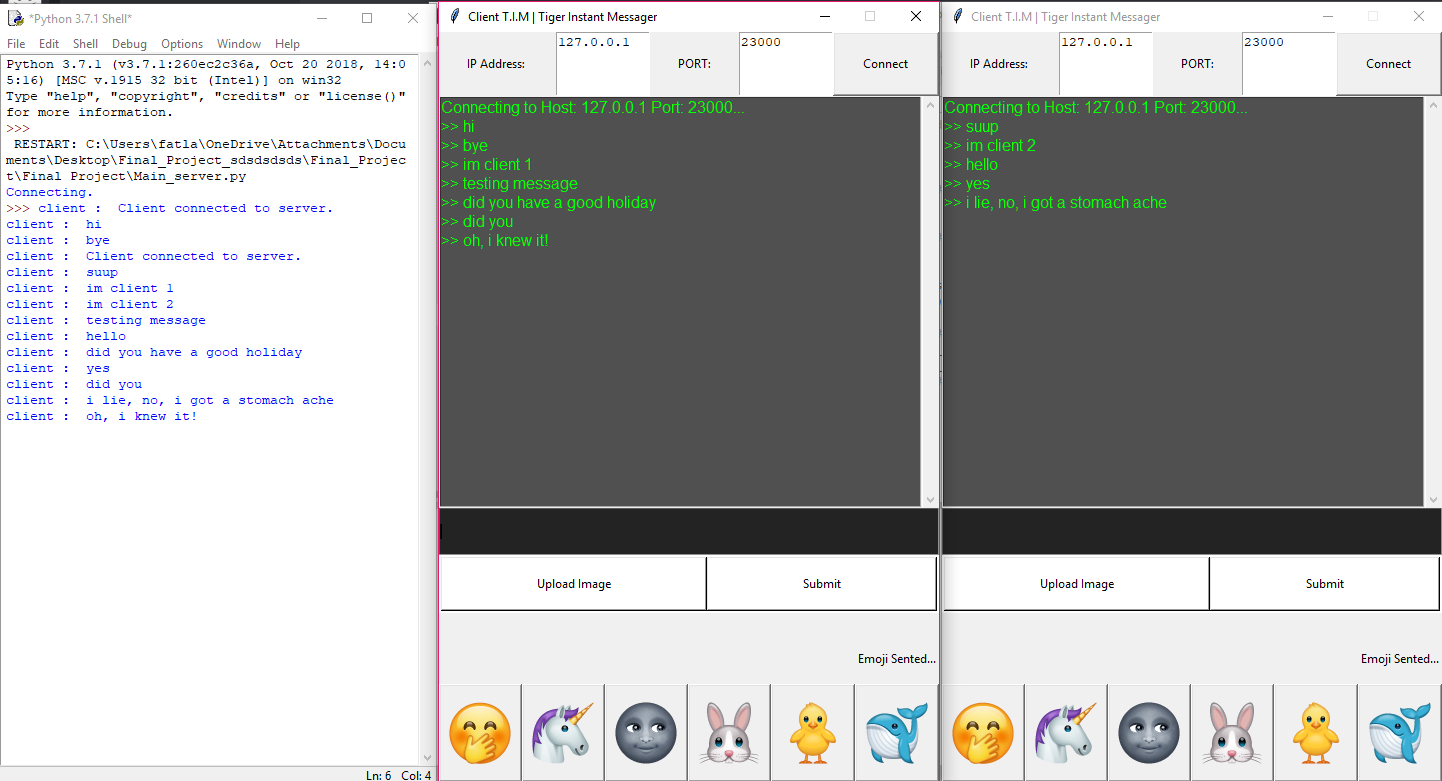 *Python 3.7.1 Shell*
File Edit Shell Debug Options Window Help
Python 3.7.1 (v3.7.1:260ec2c36a, Oct 20 2018, 14:0
5:16) [MSC v.1915 32 bit (Intel)] on win32
Type "help", "copyright", "credits" or "license()"
for more information.
>>>
RESTART: C:\Users\fatla\OneDrive\Attachments\Docu
ments\Desktop\Final_Project_sdsdsdsds\Final_Projec
t\Final Project\Main_server.py
Connecting.
>>> client :  Client connected to server.
client :  hi
client :  bye
client :  Client connected to server.
client :  suup
client :  im client 1
client :  im client 2
client :  testing message
client :  hello
client :  did you have a good holiday
client :  yes
client :  did you
client :  i lie, no, i got a stomach ache
client :  oh, i knew it!
Ln: 6 Col: 4
Client T.I.M | Tiger Instant Messager
IP Address: 127.0.0.1 PORT: 23000 Connect
Connecting to Host: 127.0.0.1 Port: 23000...
>> hi
>> bye
>> im client 1
>> testing message
>> did you have a good holiday
>> did you
>> oh, i knew it!
Upload Image Submit
Emoji Sented...
Client T.I.M | Tiger Instant Messager
IP Address: 127.0.0.1 PORT: 23000 Connect
Connecting to Host: 127.0.0.1 Port: 23000...
>> suup
>> im client 2
>> hello
>> yes
>> i lie, no, i got a stomach ache
Upload Image Submit
Emoji Sented...